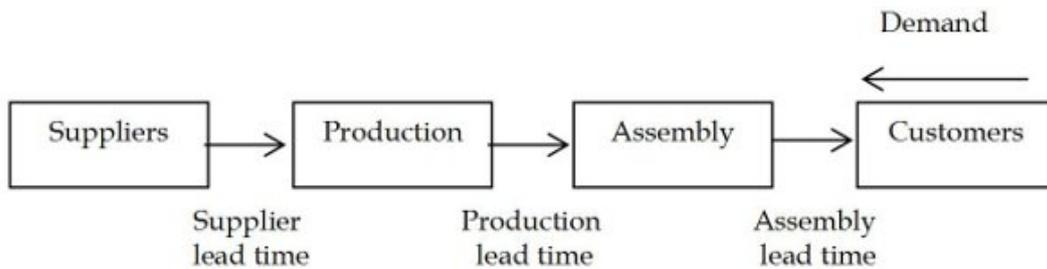 Demand
Suppliers
Production
Assembly
Customers
Supplier
lead time
Production
lead time
Assembly
lead time